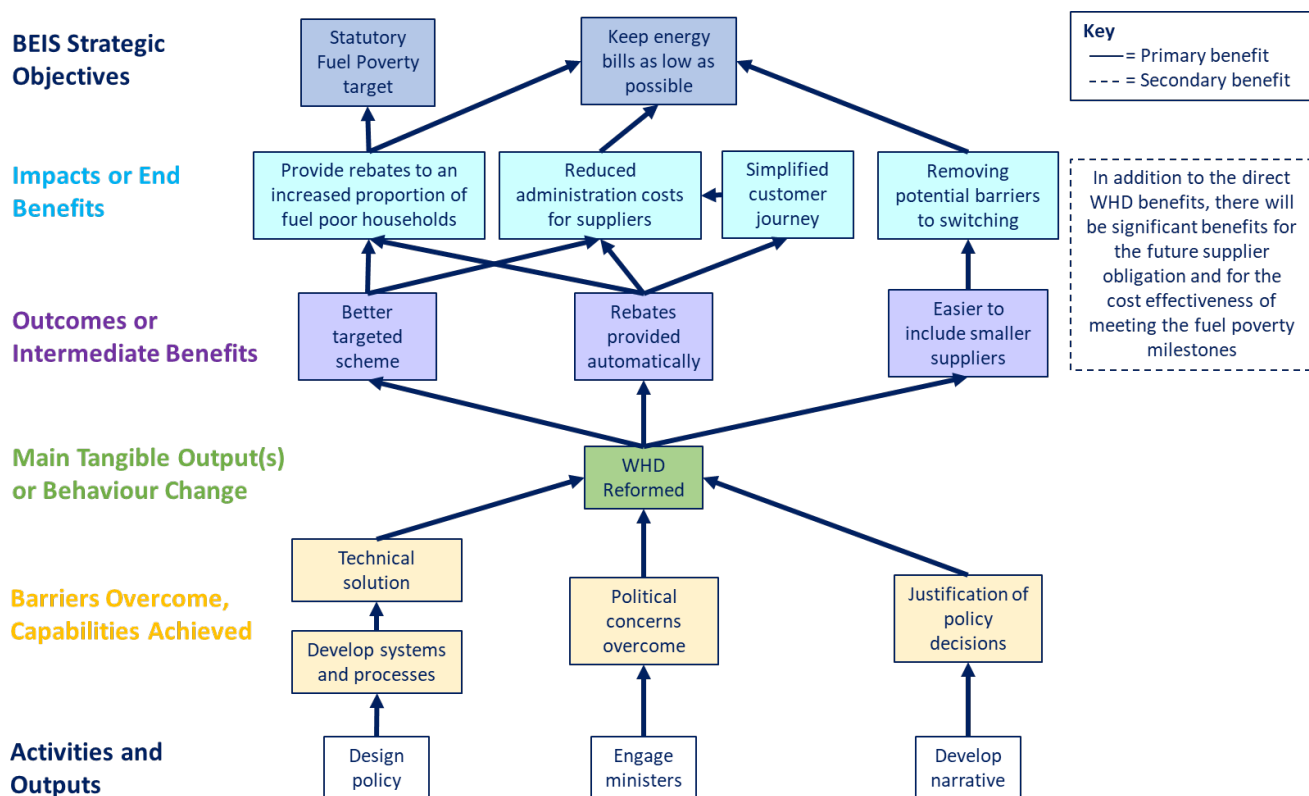 BEIS Strategic
Objectives
Statutory
Fuel Poverty
target
Keep energy
bills as low as
possible
Key
= Primary benefit
= Secondary benefit
Impacts or End
Benefits
Provide rebates to an
increased proportion of
fuel poor households
Reduced
administration costs
for suppliers
Simplified
customer
journey
Removing
potential barriers
to switching
In addition to the direct
WHD benefits, there will
be significant benefits for
the future supplier
obligation and for the
cost effectiveness of
meeting the fuel poverty
milestones
Outcomes or
Intermediate Benefits
Better
targeted
scheme
Rebates
provided
automatically
Easier to
include smaller
suppliers
Main Tangible Output(s)
or Behaviour Change
WHD
Reformed
Barriers Overcome,
Capabilities Achieved
Technical
solution
Develop systems
and processes
Political
concerns
overcome
Justification of
policy
decisions
Activities and
Outputs
Design
policy
Engage
ministers
Develop
narrative